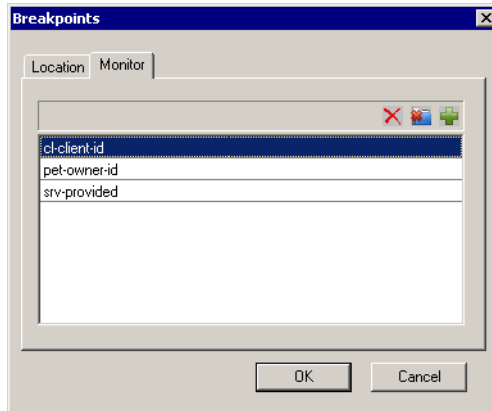 Breakpoints
Location Monitor
cl-client-id
pet-owner-id
srv-provided
OK Cancel